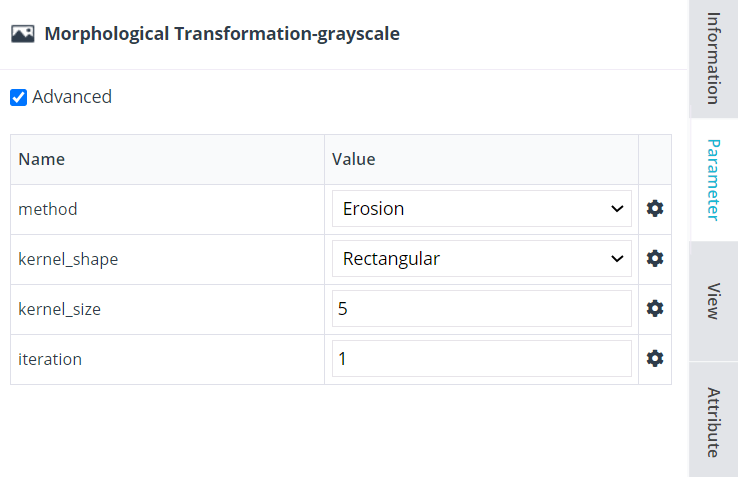 Morphological Transformation-grayscale
Advanced
Name Value
method Erosion
kernel_shape Rectangular
kernel_size 5
iteration 1
Information
Parameter
View
Attribute